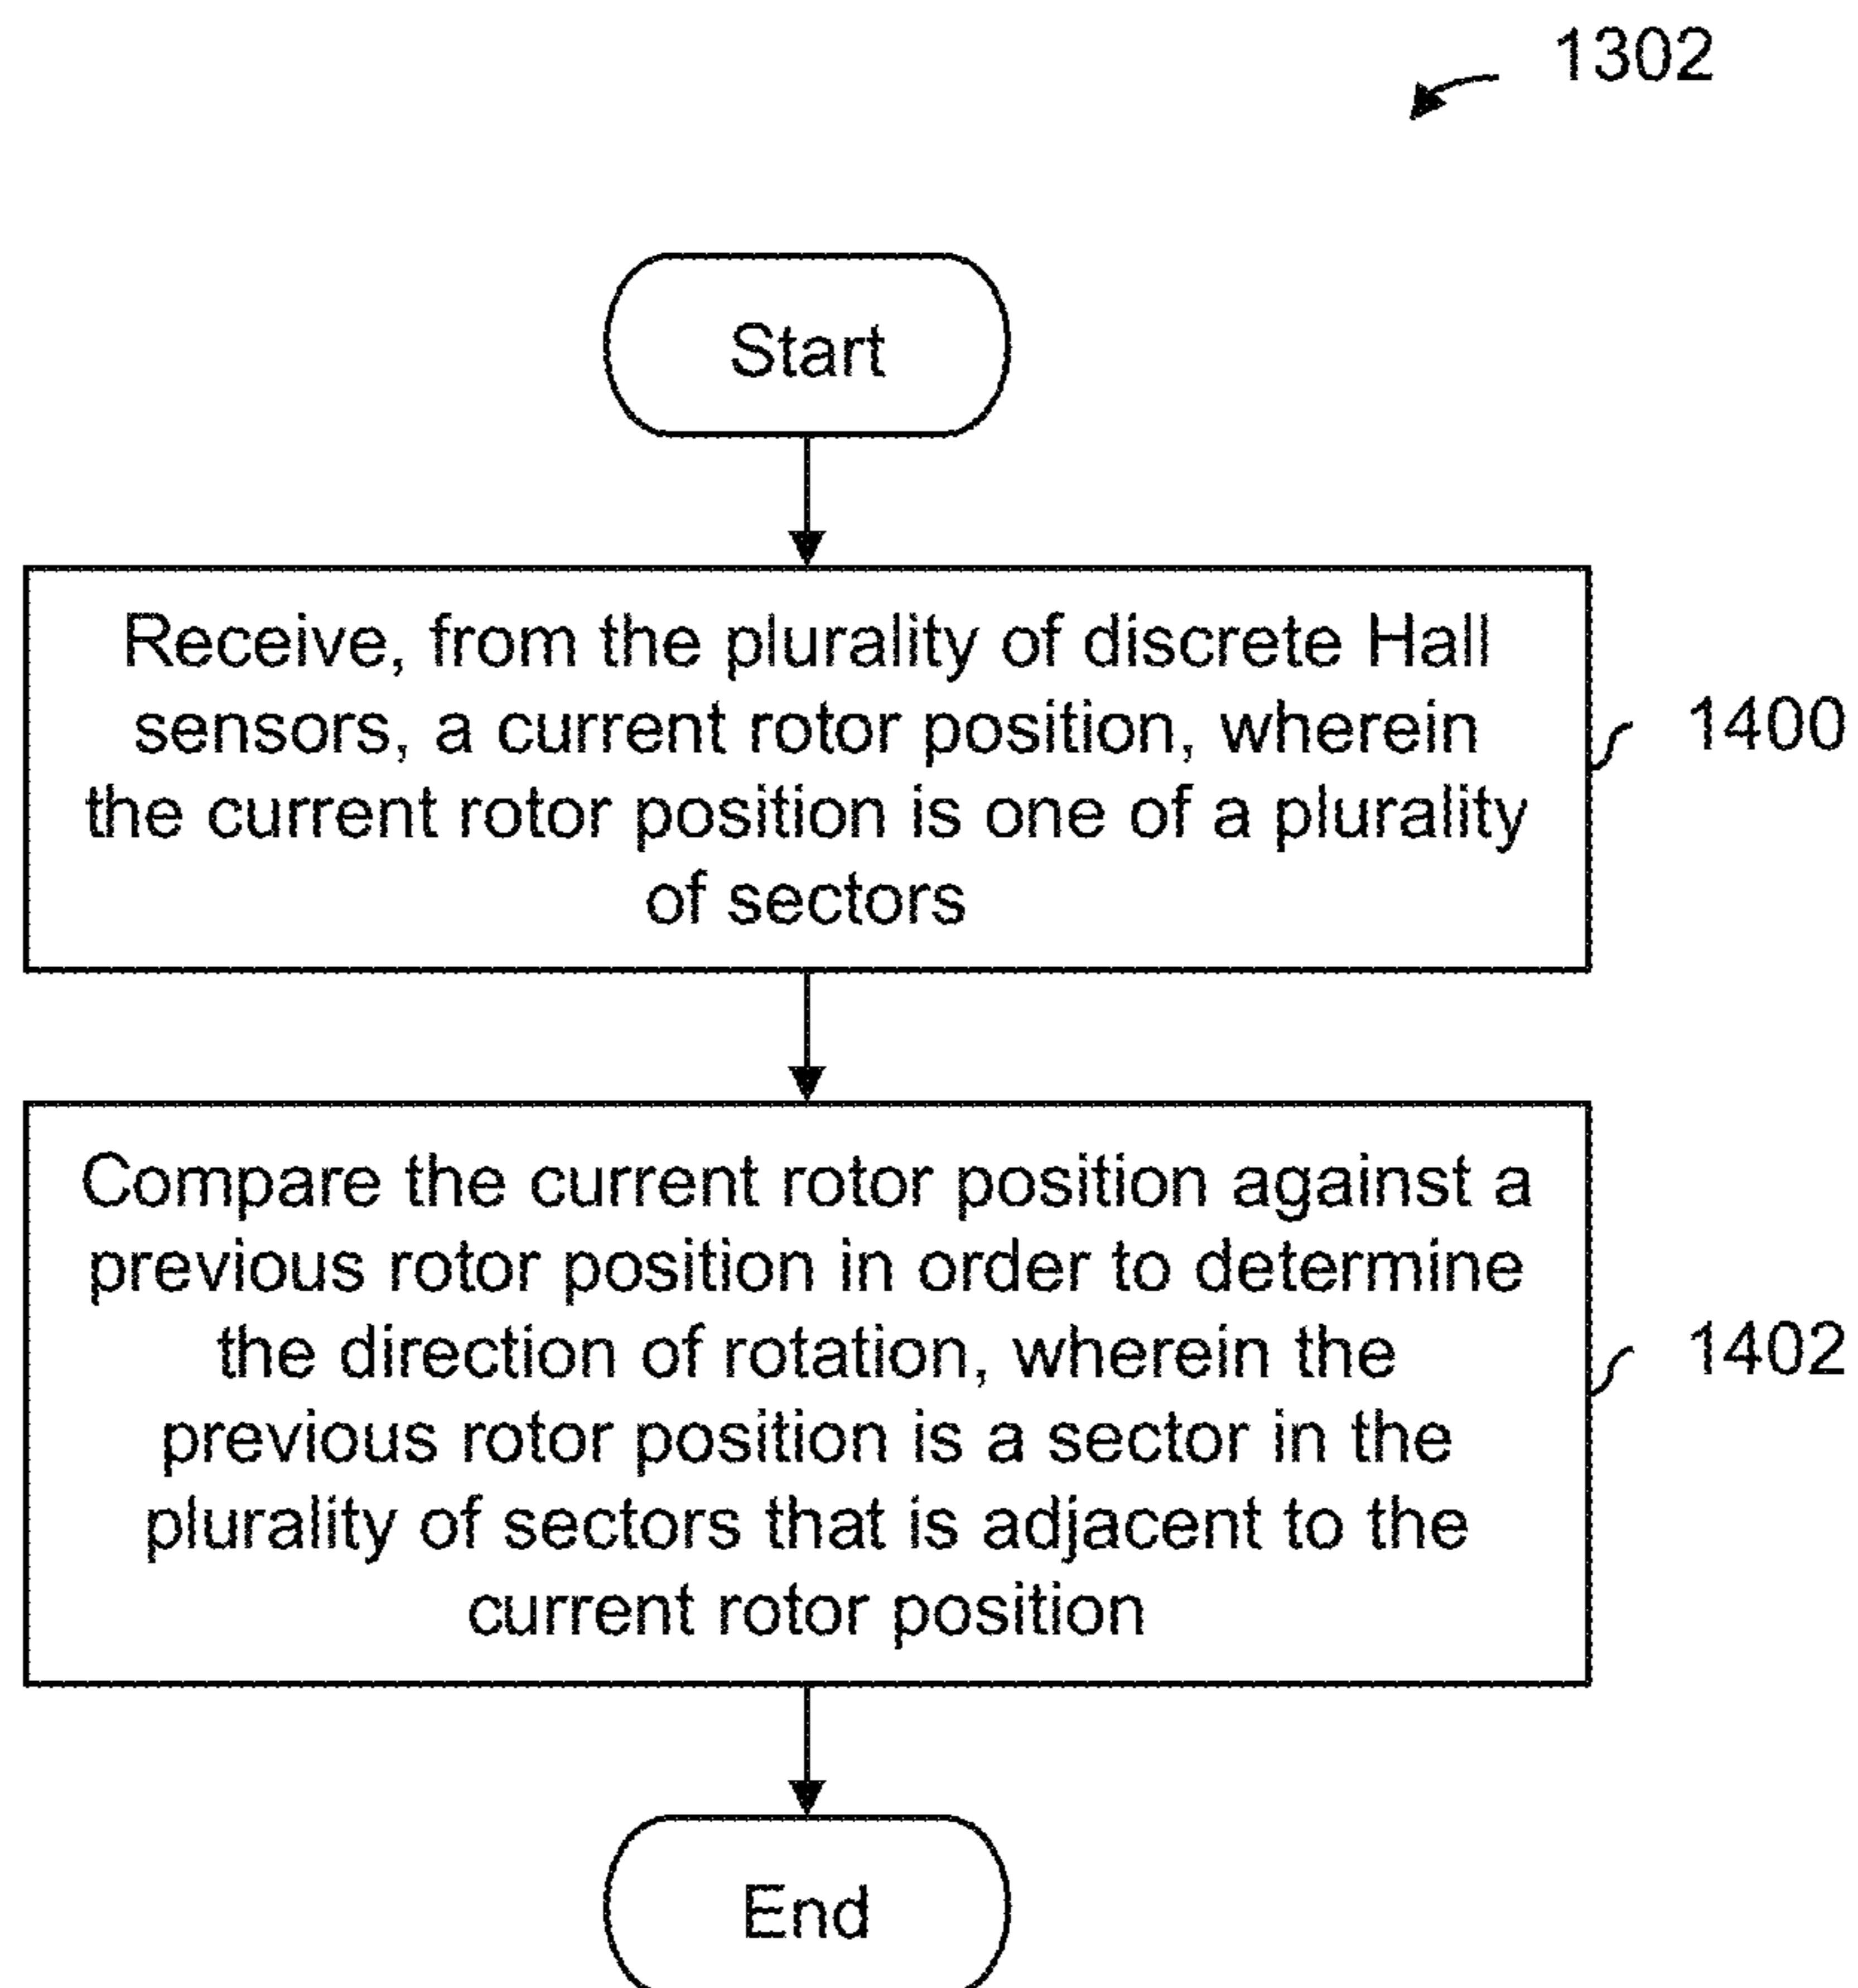 1302
Start
Receive, from the plurality of discrete Hall
sensors, a current rotor position, wherein
the current rotor position is one of a plurality
of sectors
1400
Compare the current rotor position against a
previous rotor position in order to determine
the direction of rotation, wherein the
previous rotor position is a sector in the
plurality of sectors that is adjacent to the
current rotor position
1402
End